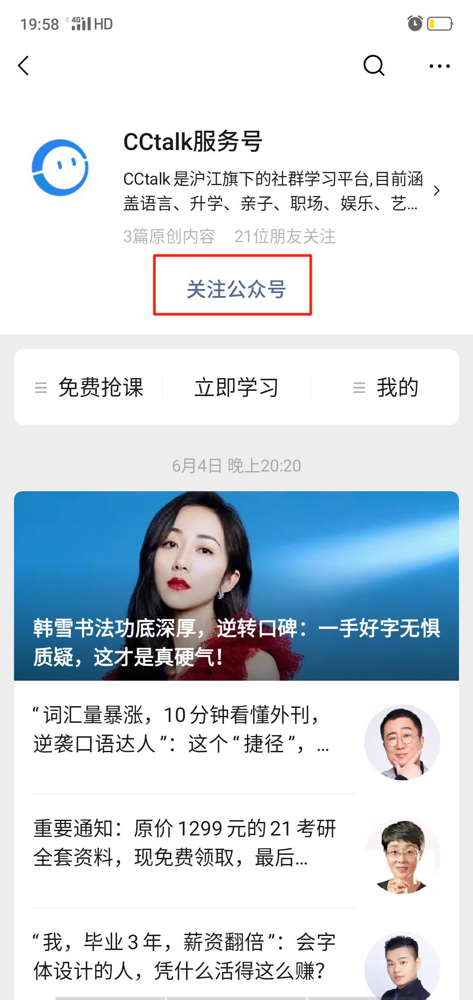 19:58 4G+ HD
CCtalk服务号
CCtalk是沪江旗下的社群学习平台,目前涵
盖语言、升学、亲子、职场、娱乐、艺...
3篇原创内容 21位朋友关注
关注公众号
免费抢课 立即学习 我的
6月4日 晚上20:20
韩雪书法功底深厚，逆转口碑：一手好字无惧
质疑，这才是真硬气！
“词汇量暴涨，10分钟看懂外刊，
逆袭口语达人”：这个“捷径”，...
重要通知：原价1299元的21考研
全套资料，现免费领取，最后...
“我，毕业3年，薪资翻倍”：会字
体设计的人，凭什么活得这么赚？